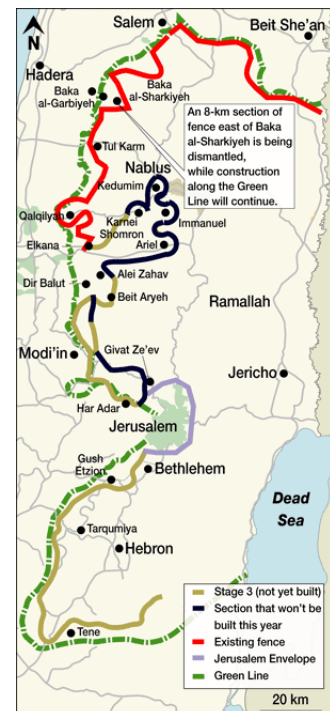 N
Salem
Beit She'an
Hadera
Baka
al-Garbiyeh
Baka
al-Sharkiyeh
An 8-km section of
fence east of Baka
al-Sharkiyeh is being
dismantled,
while construction
along the Green
Line will continue.
Tul Karm
Nablus
Kedumim
Qalqilyah
Karnei
Shomron
Immanuel
Elkana
Ariel
Alei Zahav
Dir Balut
Beit Aryeh
Ramallah
Modi'in
Givat Ze'ev
Jericho
Har Adar
Jerusalem
Gush
Etzion
Bethlehem
Dead
Sea
Tarqumiya
Hebron
Tene
Stage 3 (not yet built)
Section that won't be
built this year
Existing fence
Jerusalem Envelope
Green Line
20 km